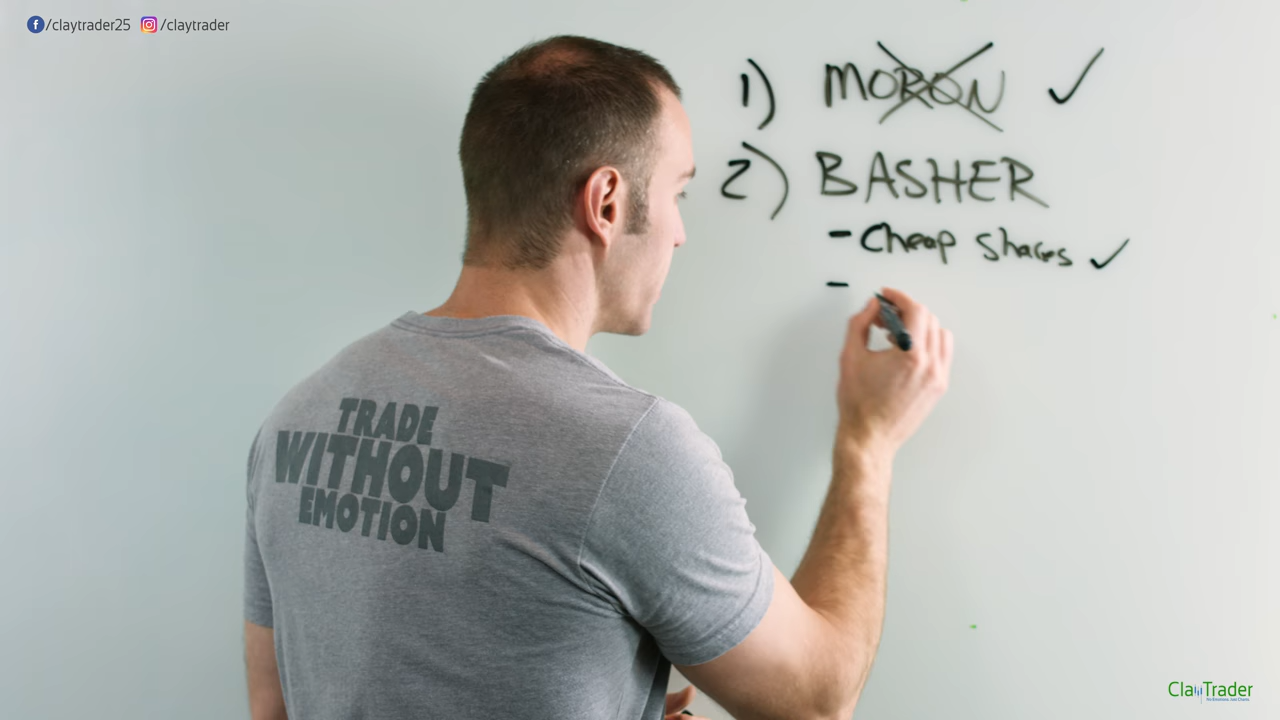 /claytrader25 /claytrader
1) MORON ✓
2) BASHER
- Cheap shares ✓
-
TRADE
WITHOUT
EMOTION
ClayTrader